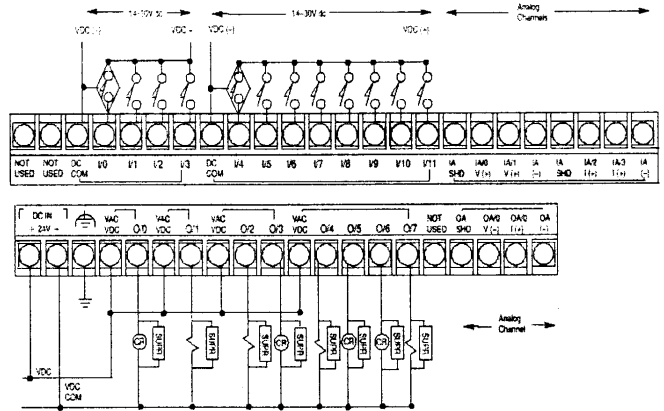 14-30V dc
14-30V dc
Analog
Channels
VDC (-)
VDC +
VDC (-)
VDC (+)
NOT USED
NOT USED
DC COM
I/0
I/1
I/2
I/3
DC COM
I/4
I/5
I/6
I/7
I/8
I/9
I/10
I/11
IA SHD
IA/0 V (+)
IA/1 V (+)
IA (-)
IA SHD
IA/2 I (+)
IA/3 I (+)
IA (-)
DC IN
+ 24V -
VAC VDC
O/0
VAC VDC
O/1
VAC VDC
O/2
O/3
VAC VDC
O/4
O/5
O/6
O/7
NOT USED
OA SHD
OA/0 V (+)
OA/0 I (+)
OA (-)
CR
SUPR
SUPR
SUPR
CR
SUPR
SUPR
CR
SUPR
CR
SUPR
SUPR
Analog
Channel
VDC
VDC
COM